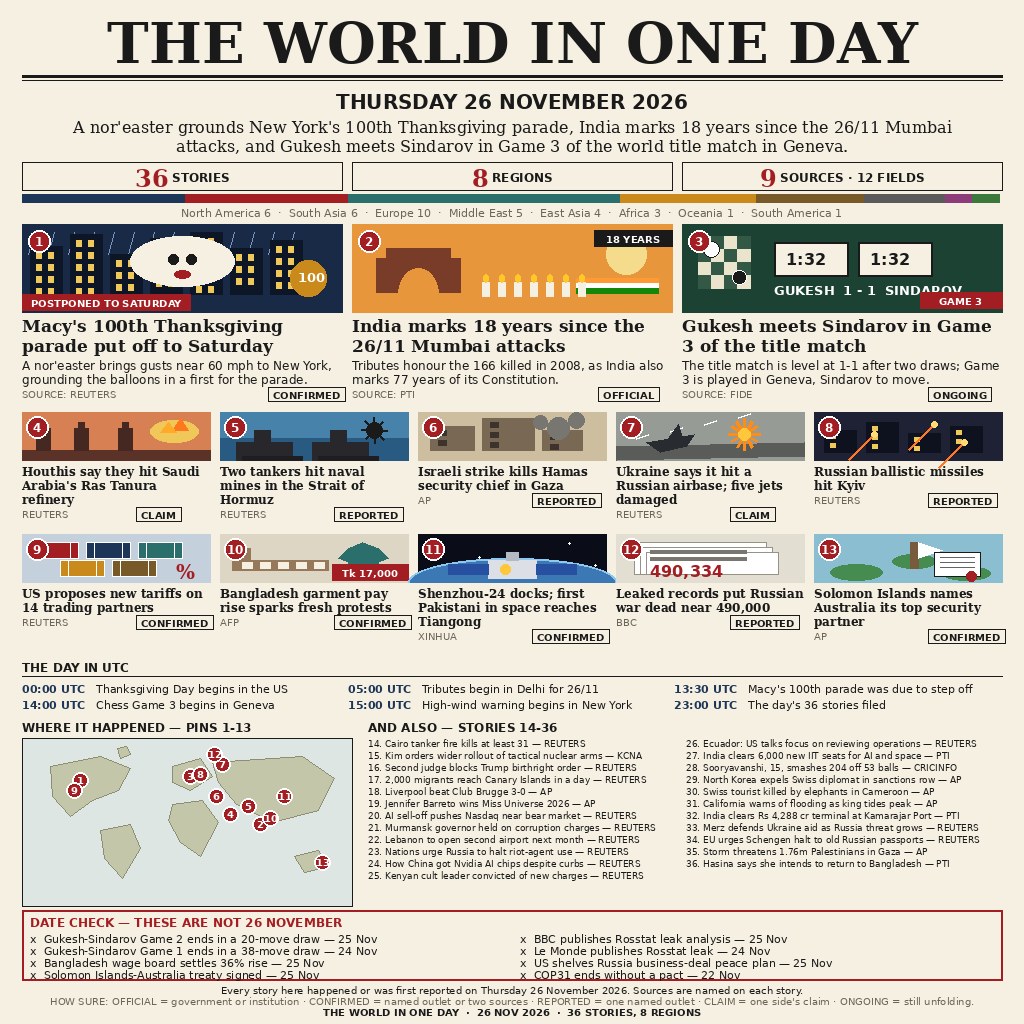 THE WORLD IN ONE DAY
THURSDAY 26 NOVEMBER 2026
A nor'easter grounds New York's 100th Thanksgiving parade, India marks 18 years since the 26/11 Mumbai
attacks, and Gukesh meets Sindarov in Game 3 of the world title match in Geneva.
36 STORIES
8 REGIONS
9 SOURCES · 12 FIELDS
North America 6 · South Asia 6 · Europe 10 · Middle East 5 · East Asia 4 · Africa 3 · Oceania 1 · South America 1
1
100
POSTPONED TO SATURDAY
Macy's 100th Thanksgiving
parade put off to Saturday
A nor'easter brings gusts near 60 mph to New York,
grounding the balloons in a first for the parade.
SOURCE: REUTERS
CONFIRMED
2
18 YEARS
India marks 18 years since the
26/11 Mumbai attacks
Tributes honour the 166 killed in 2008, as India also
marks 77 years of its Constitution.
SOURCE: PTI
OFFICIAL
3
1:32
1:32
GUKESH 1 - 1 SINDAROV
GAME 3
Gukesh meets Sindarov in Game
3 of the title match
The title match is level at 1-1 after two draws; Game
3 is played in Geneva, Sindarov to move.
SOURCE: FIDE
ONGOING
4
Houthis say they hit Saudi
Arabia's Ras Tanura
refinery
REUTERS
CLAIM
5
Two tankers hit naval
mines in the Strait of
Hormuz
REUTERS
REPORTED
6
Israeli strike kills Hamas
security chief in Gaza
AP
REPORTED
7
Ukraine says it hit a
Russian airbase; five jets
damaged
REUTERS
CLAIM
8
Russian ballistic missiles
hit Kyiv
REUTERS
REPORTED
9
%
US proposes new tariffs on
14 trading partners
REUTERS
CONFIRMED
10
Tk 17,000
Bangladesh garment pay
rise sparks fresh protests
AFP
CONFIRMED
11
Shenzhou-24 docks; first
Pakistani in space reaches
Tiangong
XINHUA
CONFIRMED
12
490,334
Leaked records put Russian
war dead near 490,000
BBC
REPORTED
13
Solomon Islands names
Australia its top security
partner
AP
CONFIRMED
THE DAY IN UTC
00:00 UTC Thanksgiving Day begins in the US
05:00 UTC Tributes begin in Delhi for 26/11
13:30 UTC Macy's 100th parade was due to step off
14:00 UTC Chess Game 3 begins in Geneva
15:00 UTC High-wind warning begins in New York
23:00 UTC The day's 36 stories filed
WHERE IT HAPPENED — PINS 1-13
12
7
3
8
1
9
6
11
5
4
10
2
13
AND ALSO — STORIES 14-36
14. Cairo tanker fire kills at least 31 — REUTERS
15. Kim orders wider rollout of tactical nuclear arms — KCNA
16. Second judge blocks Trump birthright order — REUTERS
17. 2,000 migrants reach Canary Islands in a day — REUTERS
18. Liverpool beat Club Brugge 3-0 — AP
19. Jennifer Barreto wins Miss Universe 2026 — AP
20. AI sell-off pushes Nasdaq near bear market — REUTERS
21. Murmansk governor held on corruption charges — REUTERS
22. Lebanon to open second airport next month — REUTERS
23. Nations urge Russia to halt riot-agent use — REUTERS
24. How China got Nvidia AI chips despite curbs — REUTERS
25. Kenyan cult leader convicted of new charges — REUTERS
26. Ecuador: US talks focus on reviewing operations — REUTERS
27. India clears 6,000 new IIT seats for AI and space — PTI
28. Sooryavanshi, 15, smashes 204 off 53 balls — CRICINFO
29. North Korea expels Swiss diplomat in sanctions row — AP
30. Swiss tourist killed by elephants in Cameroon — AP
31. California warns of flooding as king tides peak — AP
32. India clears Rs 4,288 cr terminal at Kamarajar Port — PTI
33. Merz defends Ukraine aid as Russia threat grows — REUTERS
34. EU urges Schengen halt to old Russian passports — REUTERS
35. Storm threatens 1.76m Palestinians in Gaza — AP
36. Hasina says she intends to return to Bangladesh — PTI
DATE CHECK — THESE ARE NOT 26 NOVEMBER
x Gukesh-Sindarov Game 2 ends in a 20-move draw — 25 Nov
x Gukesh-Sindarov Game 1 ends in a 38-move draw — 24 Nov
x Bangladesh wage board settles 36% rise — 25 Nov
x Solomon Islands-Australia treaty signed — 25 Nov
x BBC publishes Rosstat leak analysis — 25 Nov
x Le Monde publishes Rosstat leak — 24 Nov
x US shelves Russia business-deal peace plan — 25 Nov
x COP31 ends without a pact — 22 Nov
Every story here happened or was first reported on Thursday 26 November 2026. Sources are named on each story.
HOW SURE: OFFICIAL = government or institution · CONFIRMED = named outlet or two sources · REPORTED = one named outlet · CLAIM = one side's claim · ONGOING = still unfolding.
THE WORLD IN ONE DAY · 26 NOV 2026 · 36 STORIES, 8 REGIONS